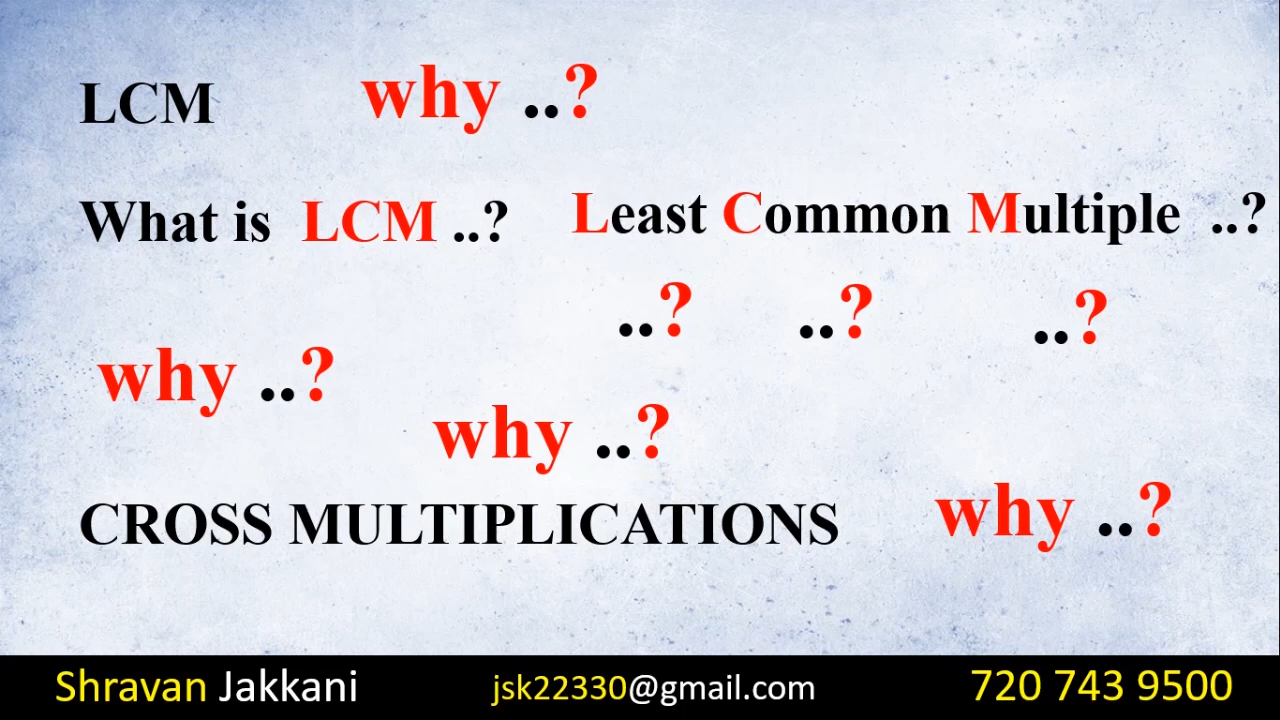 LCM why ..?
What is LCM ..? Least Common Multiple ..?
..? ..? ..?
why ..?
why ..?
CROSS MULTIPLICATIONS why ..?
Shravan Jakkani jsk22330@gmail.com 720 743 9500